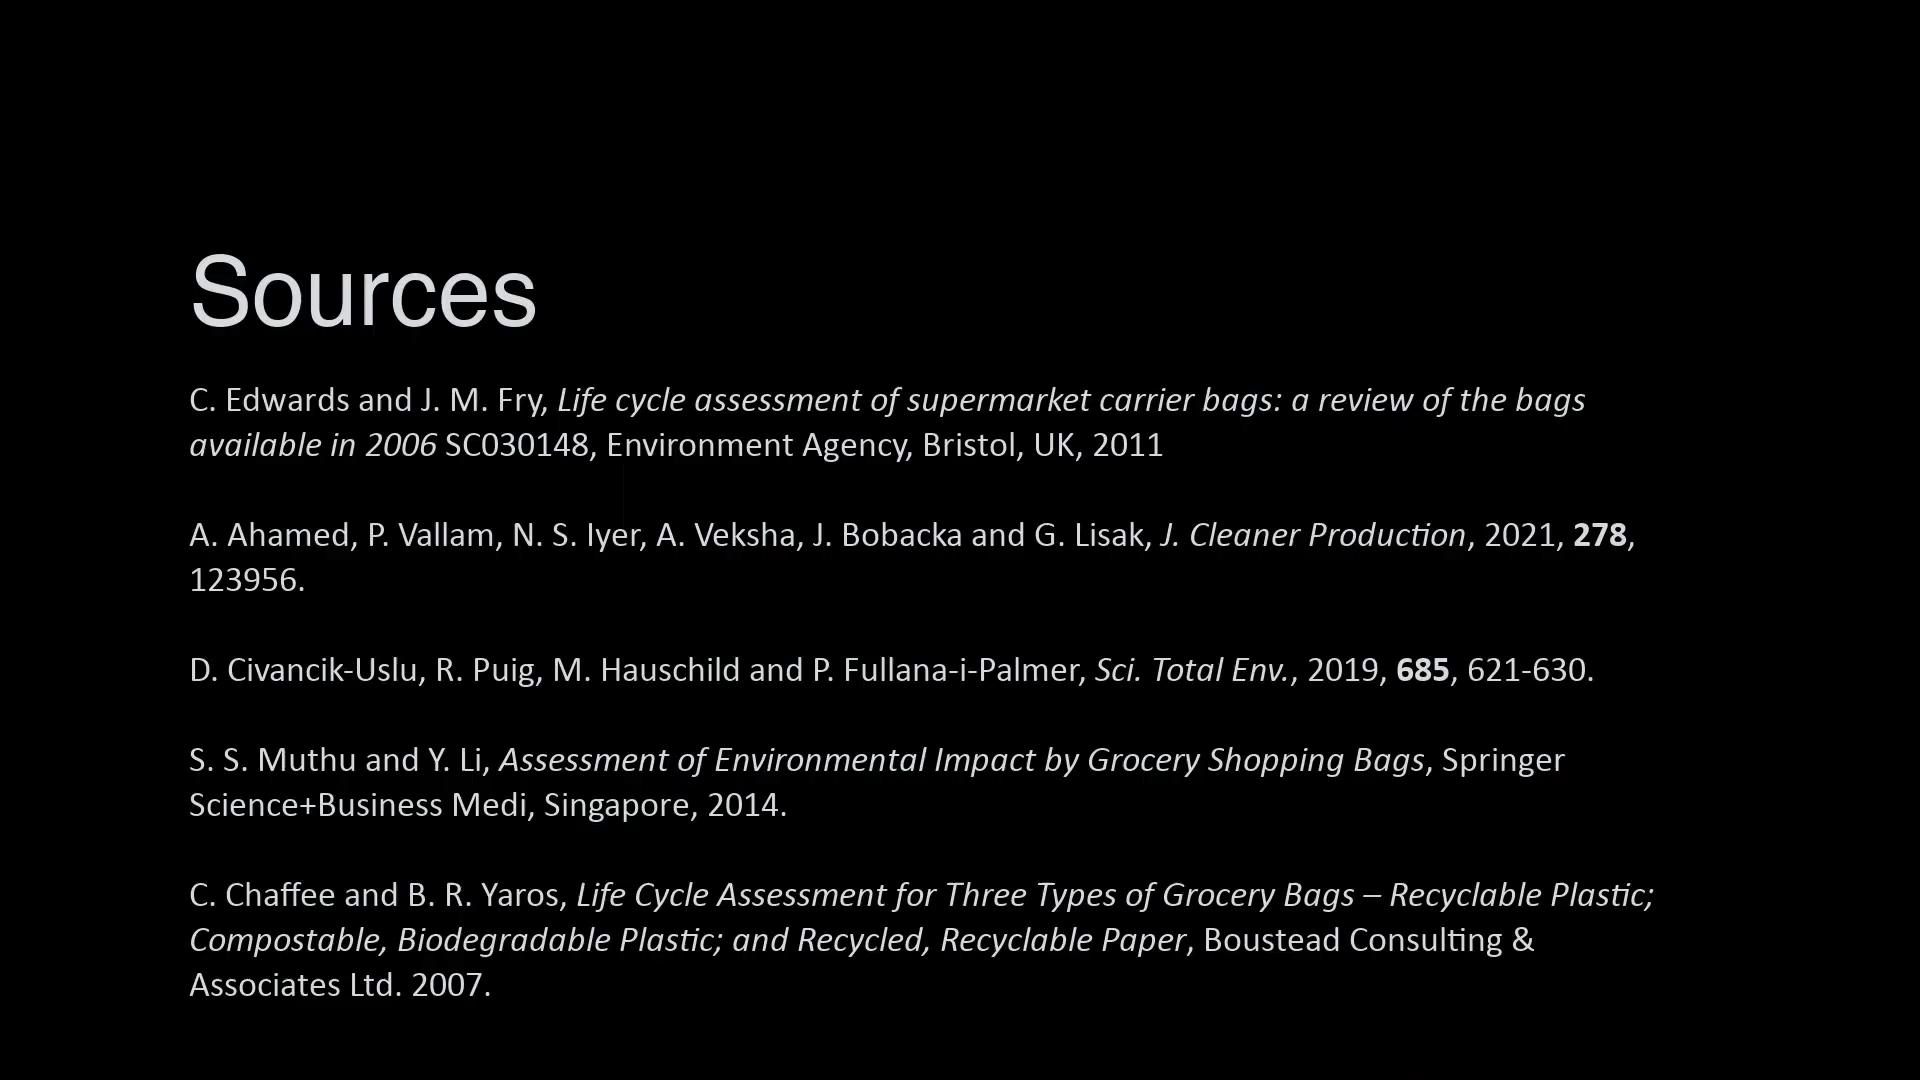 Sources
C. Edwards and J. M. Fry, Life cycle assessment of supermarket carrier bags: a review of the bags
available in 2006 SC030148, Environment Agency, Bristol, UK, 2011
A. Ahamed, P. Vallam, N. S. Iyer, A. Veksha, J. Bobacka and G. Lisak, J. Cleaner Production, 2021, 278,
123956.
D. Civancik-Uslu, R. Puig, M. Hauschild and P. Fullana-i-Palmer, Sci. Total Env., 2019, 685, 621-630.
S. S. Muthu and Y. Li, Assessment of Environmental Impact by Grocery Shopping Bags, Springer
Science+Business Medi, Singapore, 2014.
C. Chaffee and B. R. Yaros, Life Cycle Assessment for Three Types of Grocery Bags – Recyclable Plastic;
Compostable, Biodegradable Plastic; and Recycled, Recyclable Paper, Boustead Consulting &
Associates Ltd. 2007.